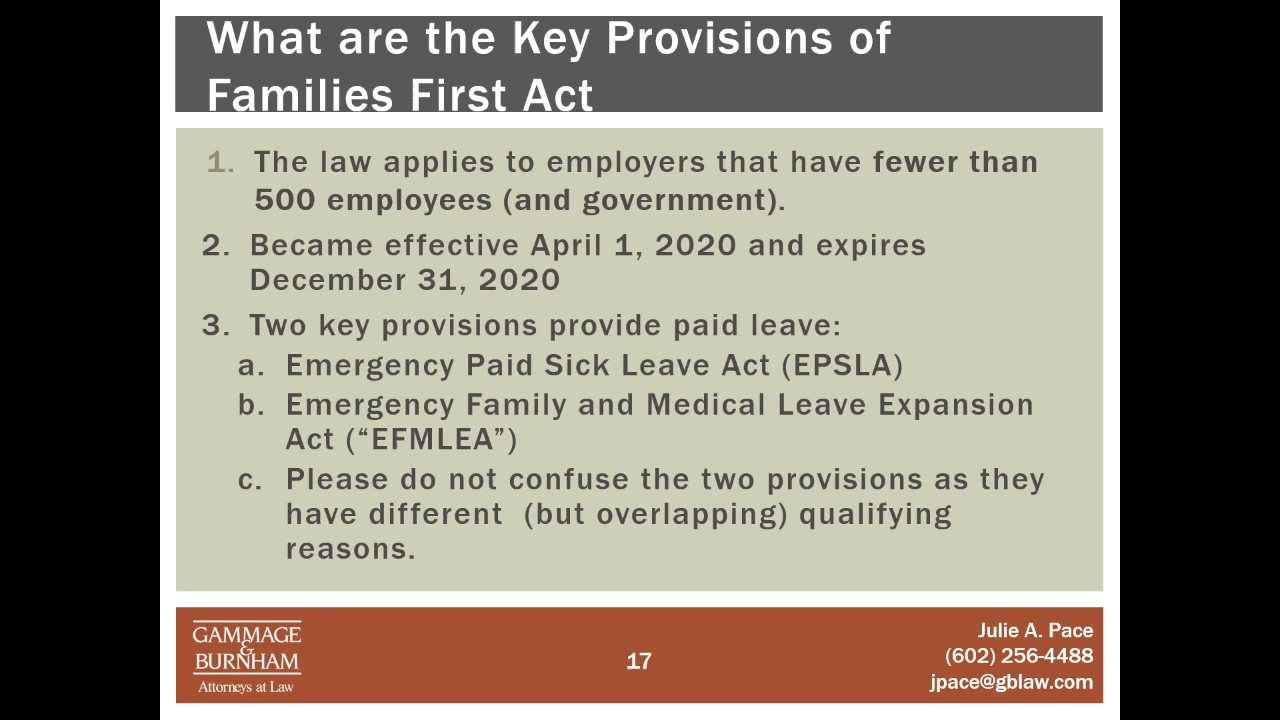 What are the Key Provisions of
Families First Act
1. The law applies to employers that have fewer than
500 employees (and government).
2. Became effective April 1, 2020 and expires
December 31, 2020
3. Two key provisions provide paid leave:
a. Emergency Paid Sick Leave Act (EPSLA)
b. Emergency Family and Medical Leave Expansion
Act (“EFMLEA”)
c. Please do not confuse the two provisions as they
have different  (but overlapping) qualifying
reasons.
GAMMAGE
&
BURNHAM
Attorneys at Law
17
Julie A. Pace
(602) 256-4488
jpace@gblaw.com